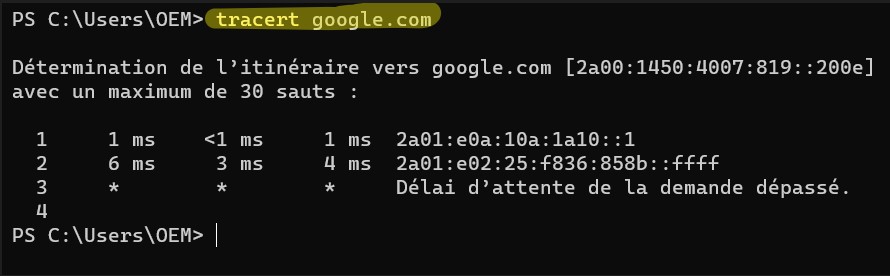 PS C:\Users\OEM> tracert google.com
Détermination de l’itinéraire vers google.com [2a00:1450:4007:819::200e]
avec un maximum de 30 sauts :
1 1 ms <1 ms 1 ms 2a01:e0a:10a:1a10::1
2 6 ms 3 ms 4 ms 2a01:e02:25:f836:858b::ffff
3 * * * Délai d’attente de la demande dépassé.
4
PS C:\Users\OEM>